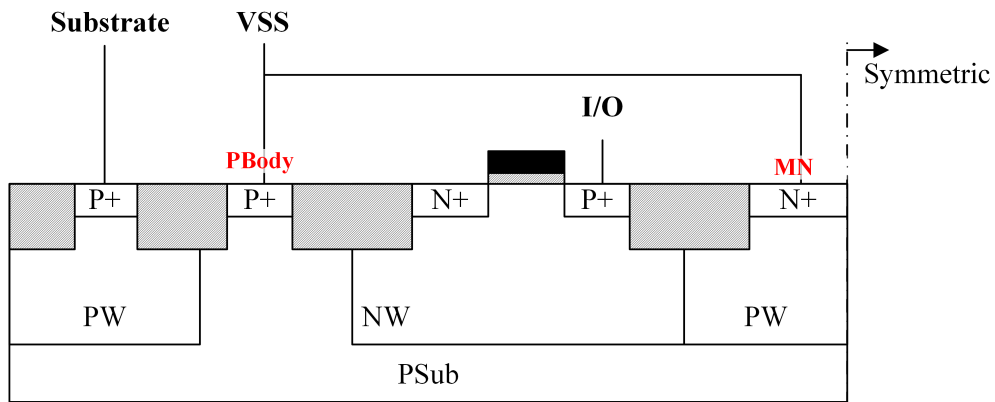 Substrate
VSS
Symmetric
I/O
PBody
MN
P+
P+
N+
P+
N+
PW
NW
PW
PSub